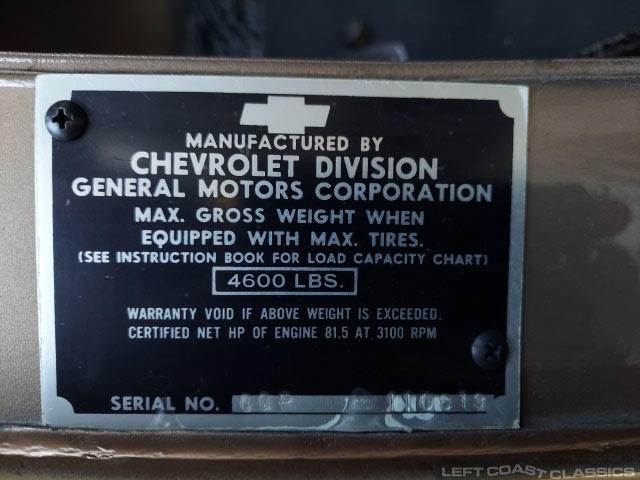 MANUFACTURED BY
CHEVROLET DIVISION
GENERAL MOTORS CORPORATION
MAX. GROSS WEIGHT WHEN
EQUIPPED WITH MAX. TIRES.
(SEE INSTRUCTION BOOK FOR LOAD CAPACITY CHART)
4600 LBS.
WARRANTY VOID IF ABOVE WEIGHT IS EXCEEDED.
CERTIFIED NET HP OF ENGINE 81.5 AT 3100 RPM
SERIAL NO.
LEFT COAST CLASSICS